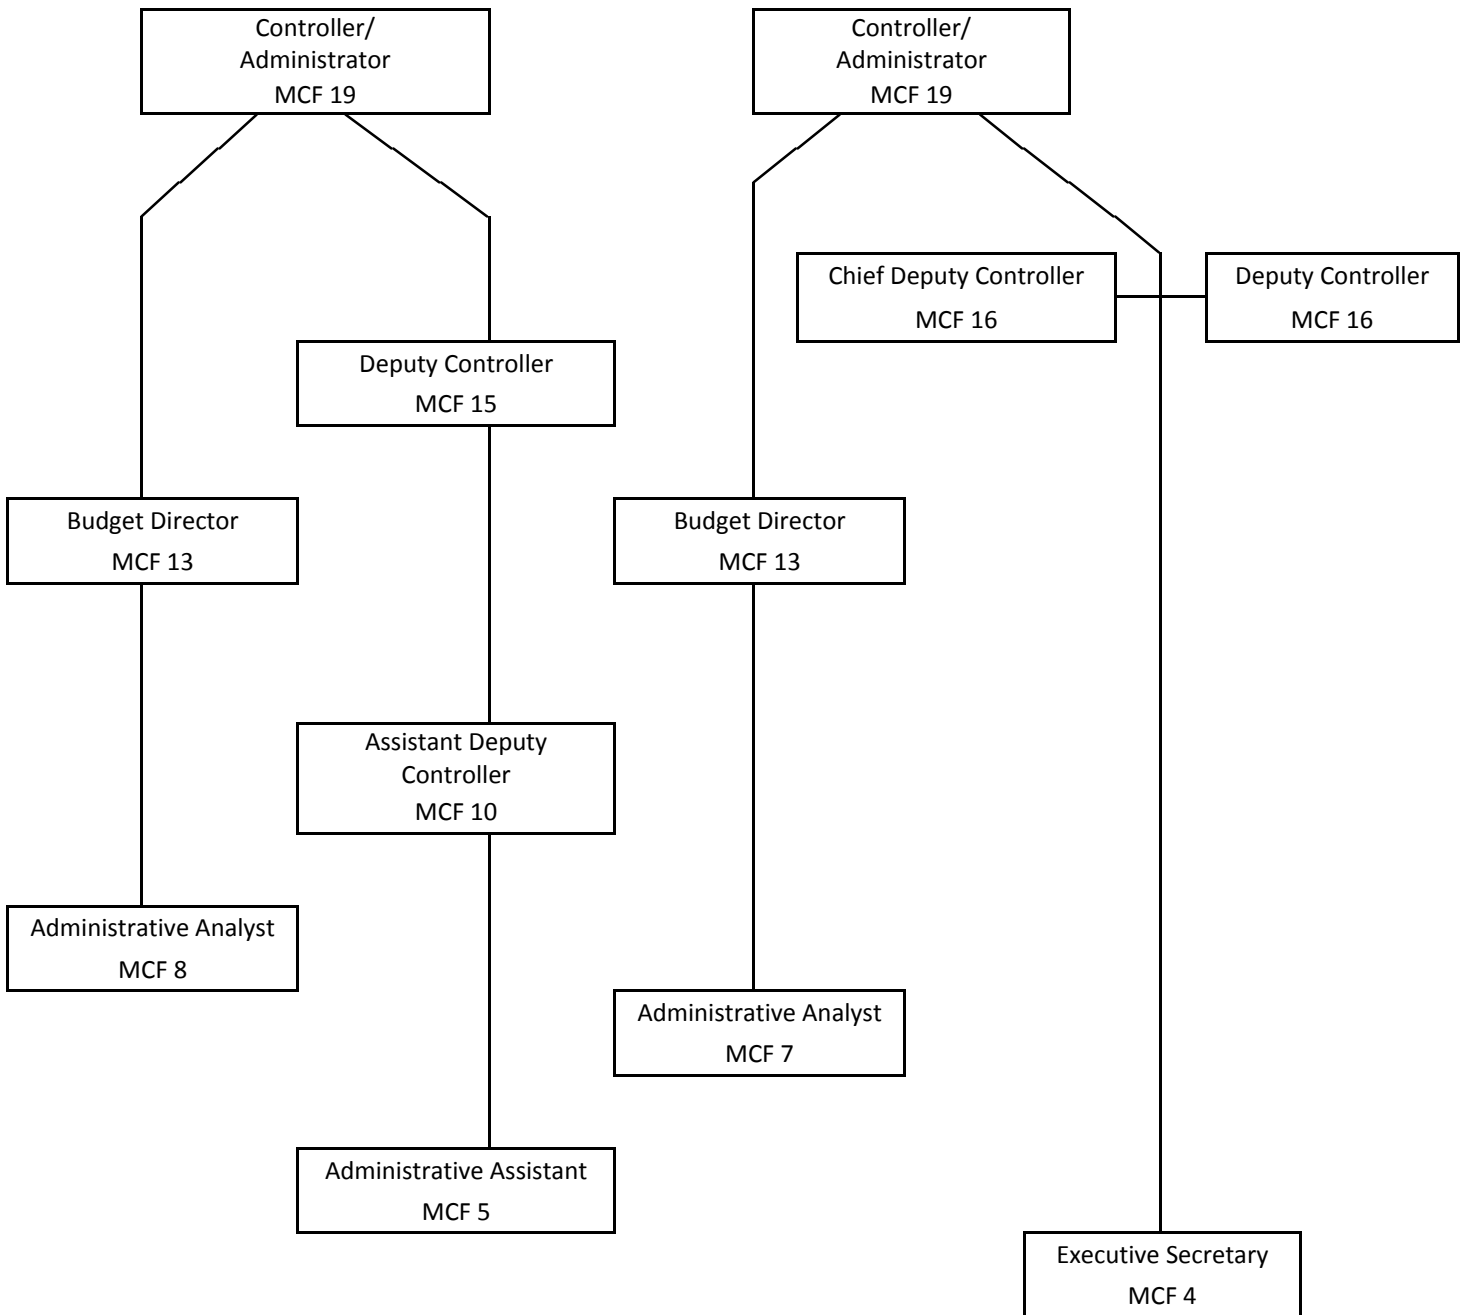 Controller/
Administrator
MCF 19
Controller/
Administrator
MCF 19
Chief Deputy Controller
MCF 16
Deputy Controller
MCF 16
Deputy Controller
MCF 15
Budget Director
MCF 13
Budget Director
MCF 13
Assistant Deputy
Controller
MCF 10
Administrative Analyst
MCF 8
Administrative Analyst
MCF 7
Administrative Assistant
MCF 5
Executive Secretary
MCF 4